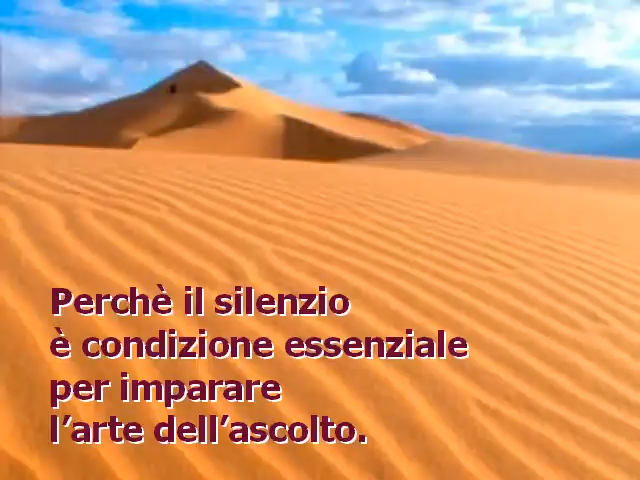 Perchè il silenzio
è condizione essenziale
per imparare
l’arte dell’ascolto.